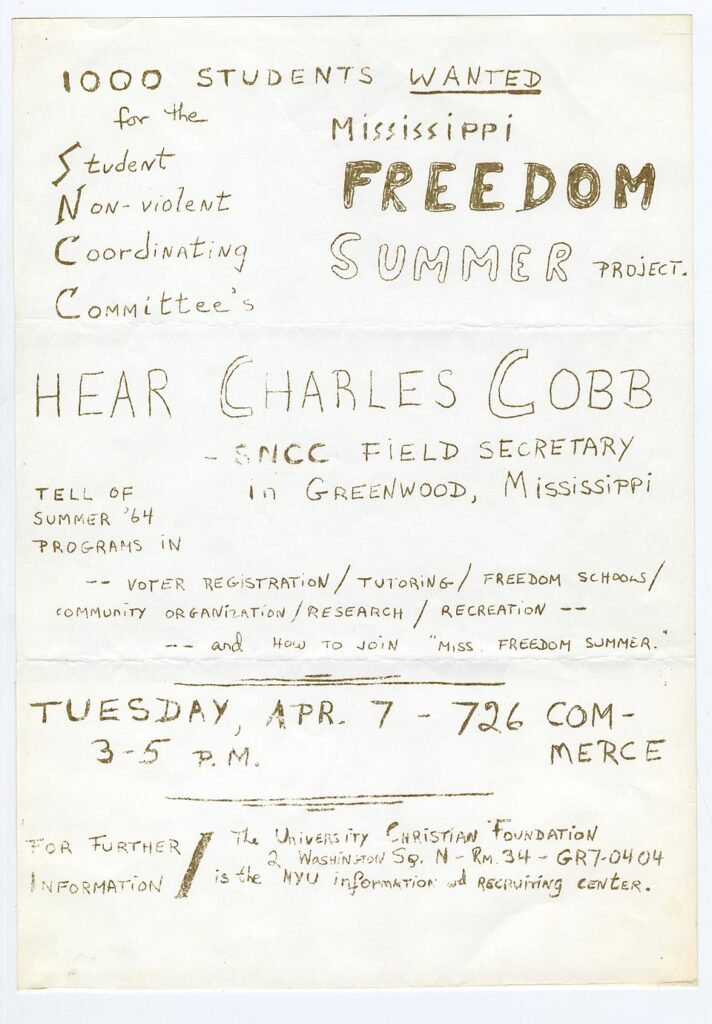 1000 STUDENTS WANTED
for the
Student
Non-violent
Coordinating
Committee's
Mississippi
FREEDOM
SUMMER PROJECT.
HEAR CHARLES COBB
- SNCC FIELD SECRETARY
in GREENWOOD, Mississippi
TELL OF
SUMMER '64
PROGRAMS IN
-- VOTER REGISTRATION / TUTORING / FREEDOM SCHOOLS /
COMMUNITY ORGANIZATION / RESEARCH / RECREATION --
-- and HOW TO JOIN "MISS. FREEDOM SUMMER."
TUESDAY, APR. 7 - 726 COM-
MERCE
3-5 P.M.
FOR FURTHER
INFORMATION /
The University Christian Foundation
2 Washington Sq. N - Rm. 34 - GR7-0404
is the NYU information and recruiting center.